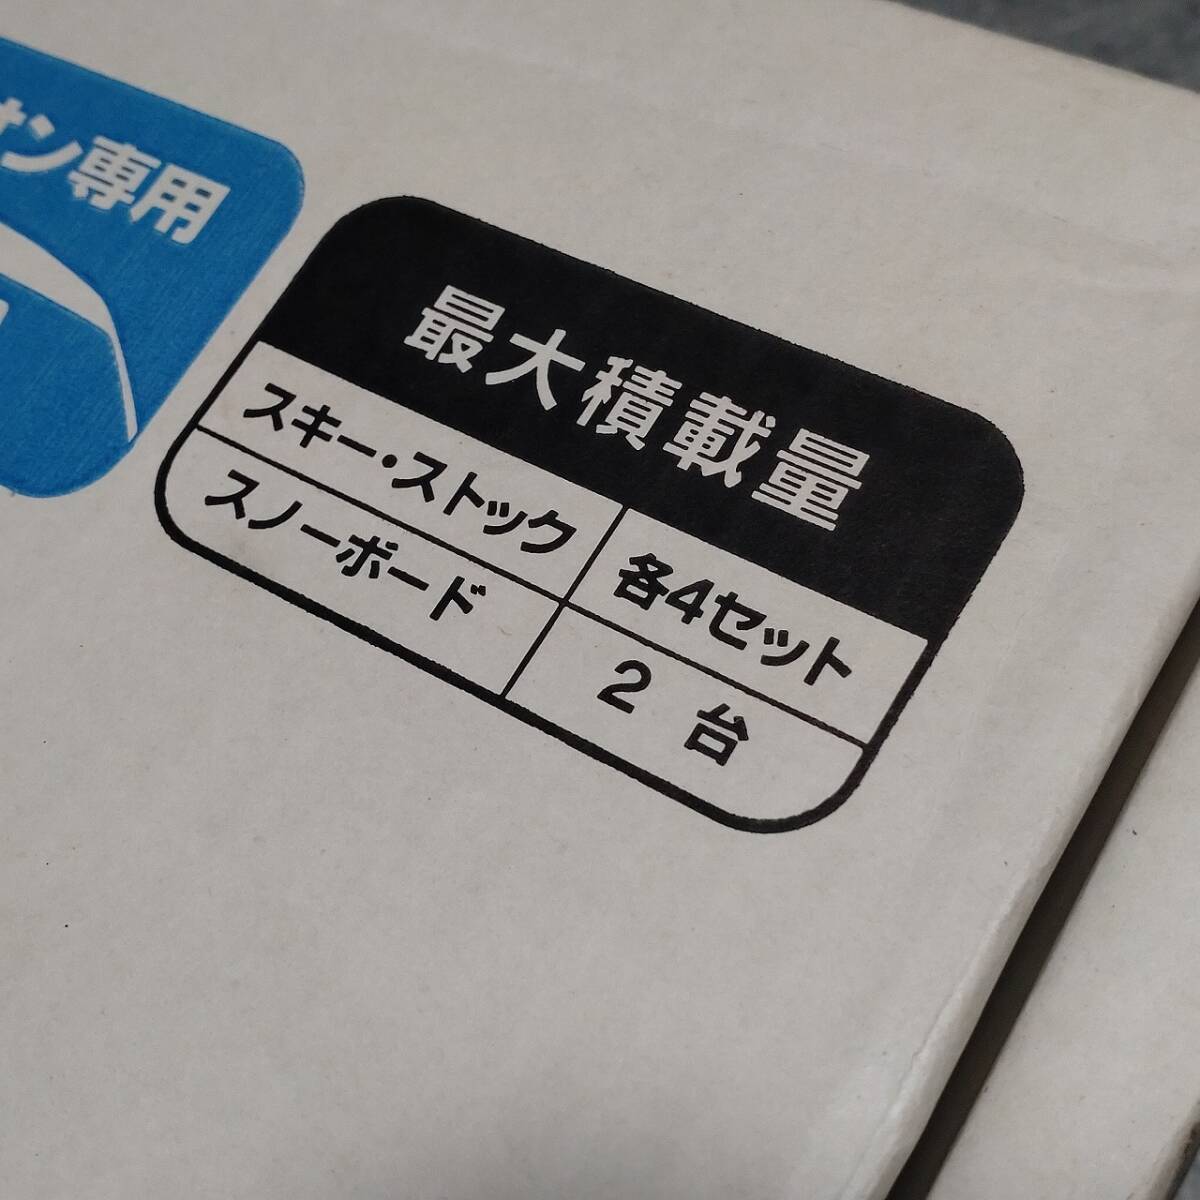 オン専用
最大積載量
スキー・ストック 各4セット
スノーボード 2 台